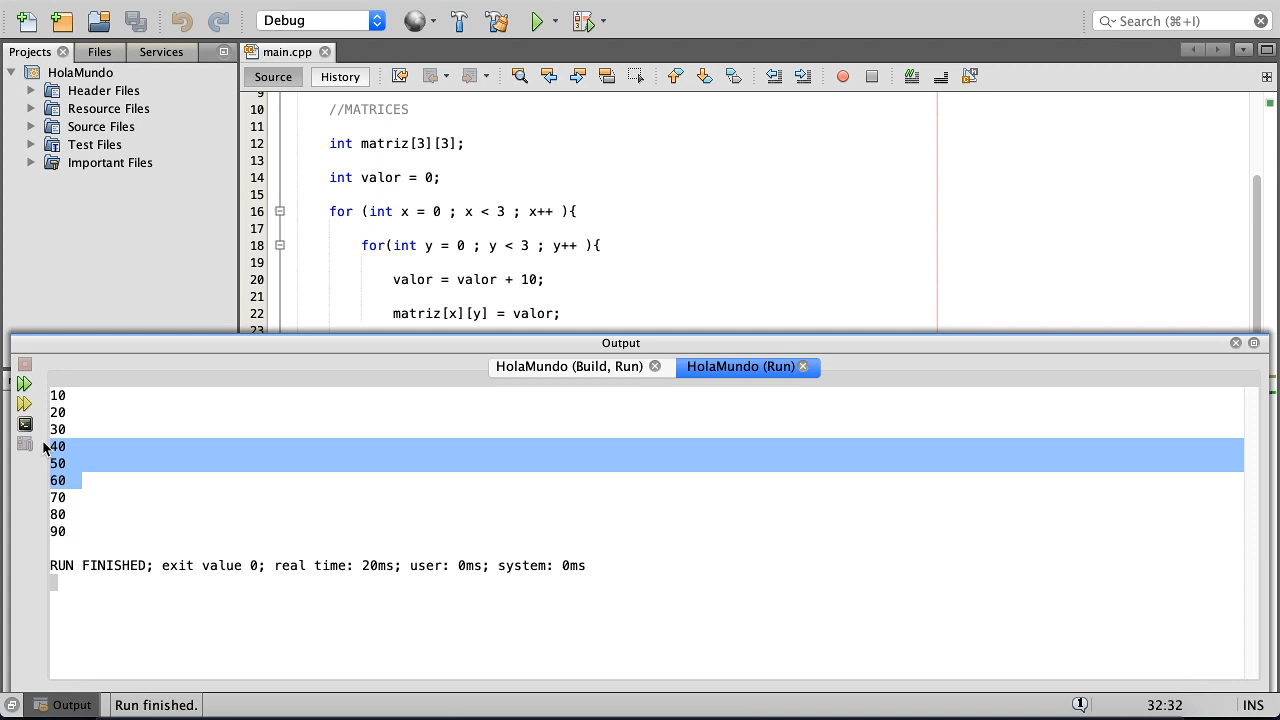 Debug
Search (⌘+I)
Projects Files Services
main.cpp
HolaMundo
Header Files
Resource Files
Source Files
Test Files
Important Files
Source History
9
10 //MATRICES
11
12 int matriz[3][3];
13
14 int valor = 0;
15
16 for (int x = 0 ; x < 3 ; x++ ){
17
18 for(int y = 0 ; y < 3 ; y++ ){
19
20 valor = valor + 10;
21
22 matriz[x][y] = valor;
23
Output
HolaMundo (Build, Run) HolaMundo (Run)
10
20
30
40
50
60
70
80
90
RUN FINISHED; exit value 0; real time: 20ms; user: 0ms; system: 0ms
Output Run finished. 1 32:32 INS